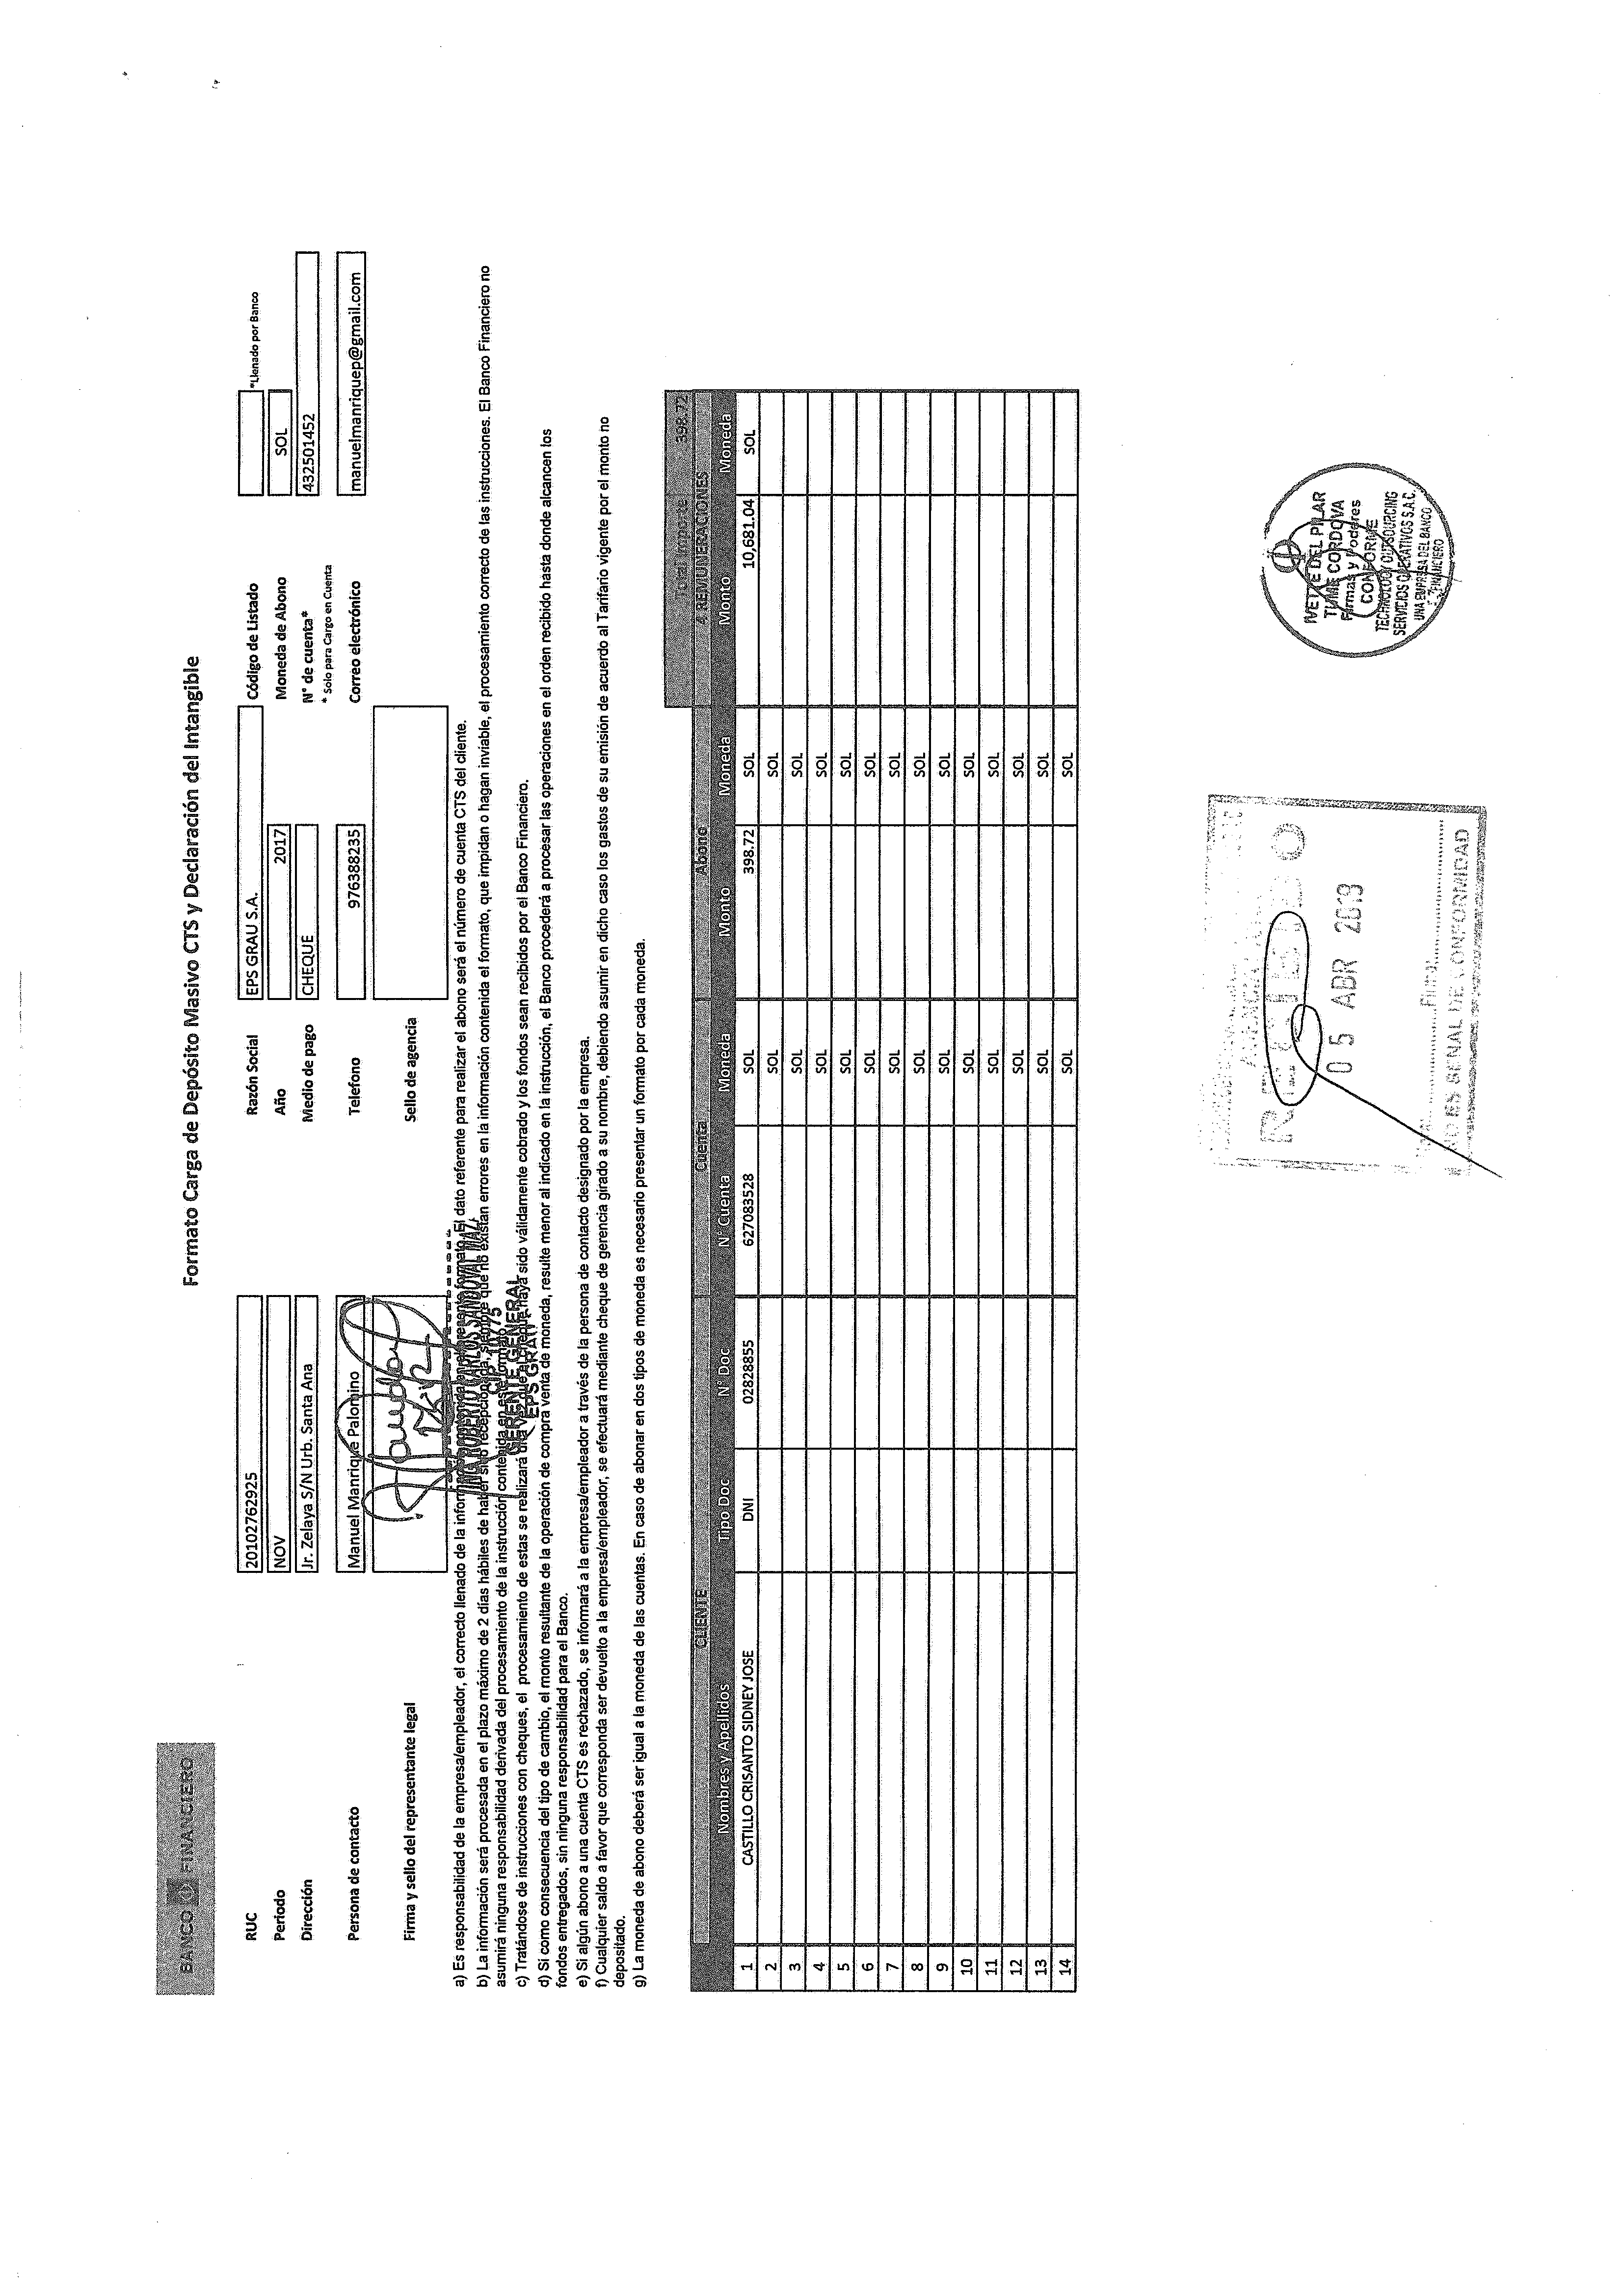 BANCO FINANCIERO
Formato Carga de Depósito Masivo CTS y Declaración del Intangible
RUC 20102762925 Razón Social EPS GRAU S.A. Código de Listado *Llenado por Banco
Periodo NOV Año 2017 Moneda de Abono SOL
Dirección Jr. Zelaya S/N Urb. Santa Ana Medio de pago CHEQUE N° de cuenta* 432501452
* Solo para Cargo en Cuenta
Persona de contacto Manuel Manrique Palomino Telefono 976388235 Correo electrónico manuelmanriquep@gmail.com
Firma y sello del representante legal Sello de agencia
ING. ROBERTO CARLOS SANDOVAL
CIP. 10775
GERENTE GENERAL
EPS GRAU
a) Es responsabilidad de la empresa/empleador, el correcto llenado de la información contenida en el presente formato. El dato referente para realizar el abono será el número de cuenta CTS del cliente.
b) La información será procesada en el plazo máximo de 2 días hábiles de haber sido recepcionada, siempre que no existan errores en la información contenida el formato, que impidan o hagan inviable, el procesamiento correcto de las instrucciones. El Banco Financiero no
asumirá ninguna responsabilidad derivada del procesamiento de la instrucción contenida en este formato.
c) Tratándose de instrucciones con cheques, el procesamiento de estas se realizará una vez que el cheque haya sido válidamente cobrado y los fondos sean recibidos por el Banco Financiero.
d) Si como consecuencia del tipo de cambio, el monto resultante de la operación de compra venta de moneda, resulte menor al indicado en la instrucción, el Banco procederá a procesar las operaciones en el orden recibido hasta donde alcancen los
fondos entregados, sin ninguna responsabilidad para el Banco.
e) Si algún abono a una cuenta CTS es rechazado, se informará a la empresa/empleador a través de la persona de contacto designado por la empresa.
f) Cualquier saldo a favor que corresponda ser devuelto a la empresa/empleador, se efectuará mediante cheque de gerencia girado a su nombre, debiendo asumir en dicho caso los gastos de su emisión de acuerdo al Tarifario vigente por el monto no
depositado.
g) La moneda de abono deberá ser igual a la moneda de las cuentas. En caso de abonar en dos tipos de moneda es necesario presentar un formato por cada moneda.
Total Importe 398.72
CLIENTE Cuenta Abono 4 REMUNERACIONES
Nombres y Apellidos Tipo Doc N° Doc N° Cuenta Moneda Monto Moneda Monto Moneda
1 CASTILLO CRISANTO SIDNEY JOSE DNI 02828855 627083528 SOL 398.72 SOL 10,681.04 SOL
2 SOL SOL
3 SOL SOL
4 SOL SOL
5 SOL SOL
6 SOL SOL
7 SOL SOL
8 SOL SOL
9 SOL SOL
10 SOL SOL
11 SOL SOL
12 SOL SOL
13 SOL SOL
14 SOL SOL
RECIBIDO
05 ABR 2018
Firma
NO ES SEÑAL DE CONFORMIDAD
IVETTE DEL PILAR
TUME CORDOVA
Firmas y Poderes
CONFORME
TECHNOLOGY OUTSOURCING
SERVICIOS OPERATIVOS S.A.C.
UNA EMPRESA DEL BANCO
FINANCIERO